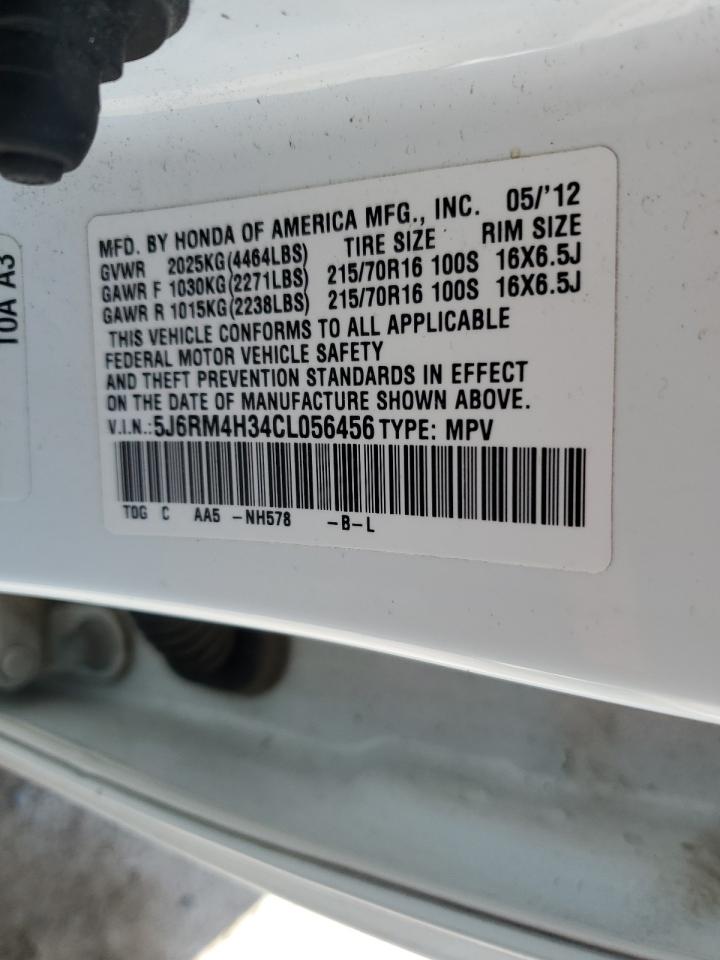 MFD. BY HONDA OF AMERICA MFG., INC. 05/'12
GVWR 2025KG(4464LBS) TIRE SIZE RIM SIZE
GAWR F 1030KG(2271LBS) 215/70R16 100S 16X6.5J
GAWR R 1015KG(2238LBS) 215/70R16 100S 16X6.5J
THIS VEHICLE CONFORMS TO ALL APPLICABLE
FEDERAL MOTOR VEHICLE SAFETY
AND THEFT PREVENTION STANDARDS IN EFFECT
ON THE DATE OF MANUFACTURE SHOWN ABOVE.
V.I.N.:5J6RM4H34CL056456 TYPE: MPV
T0G C AA5 -NH578 -B-L
T0A A3